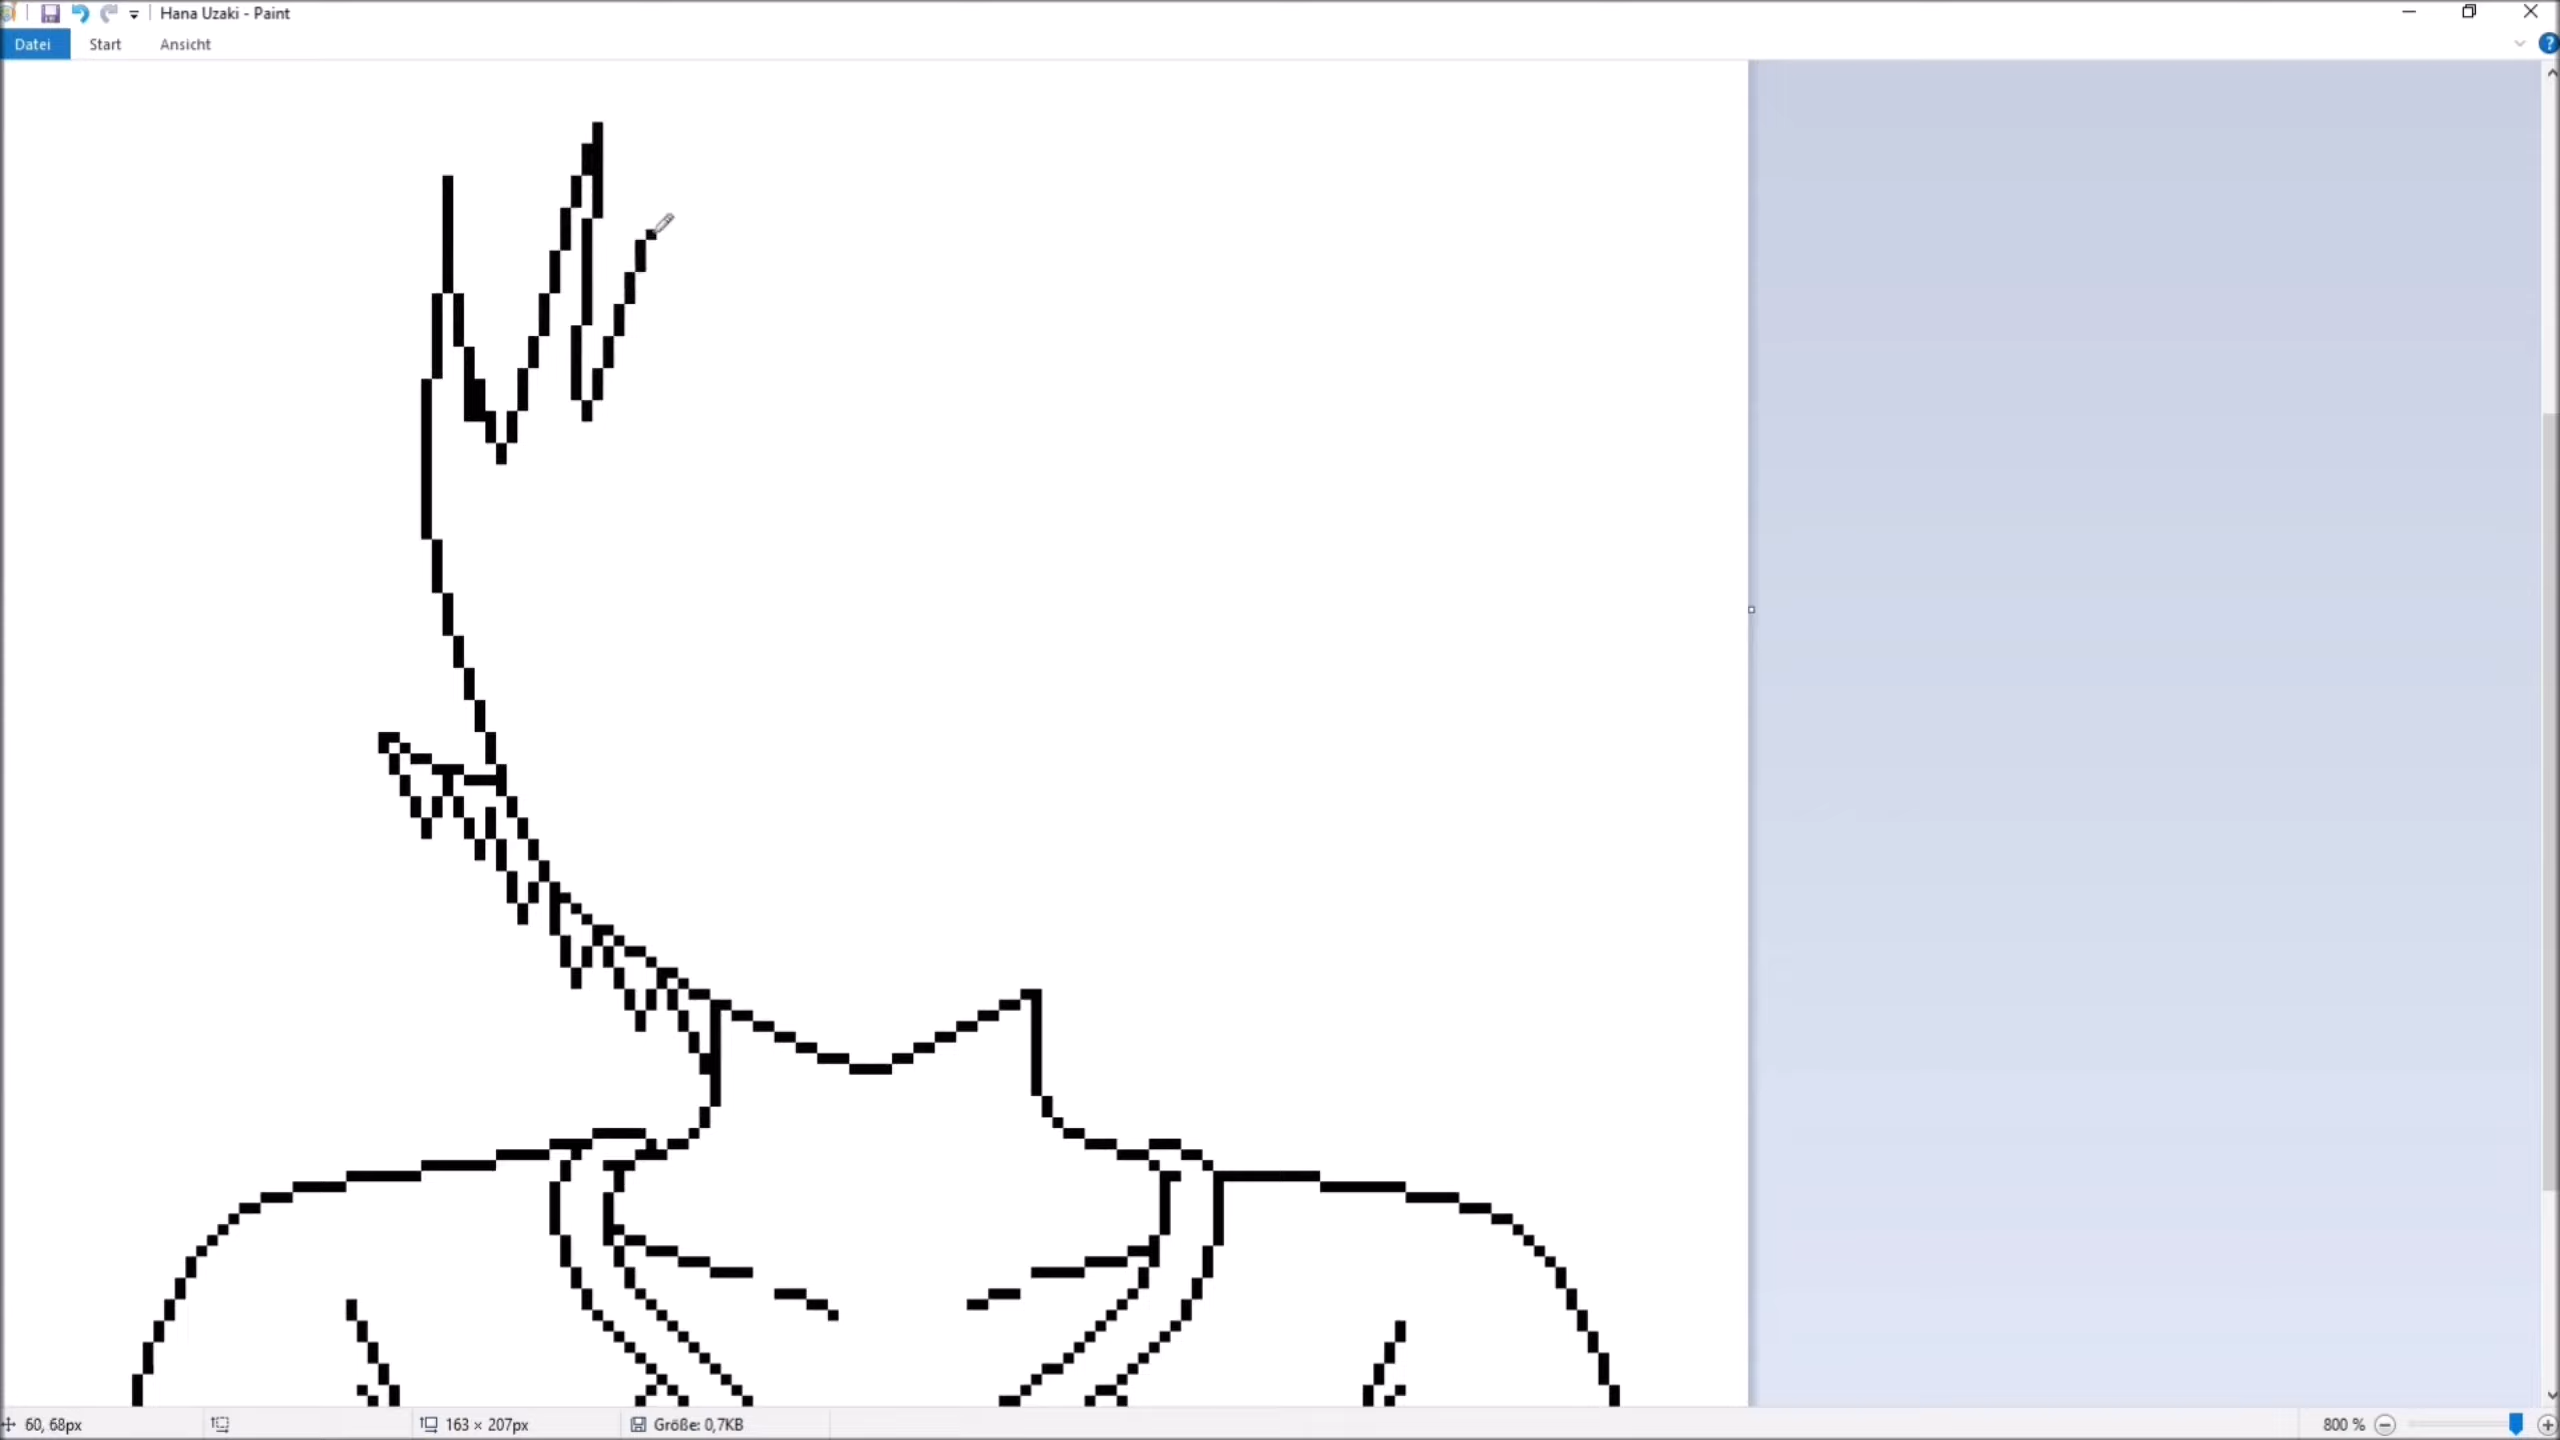 Hana Uzaki - Paint
Datei Start Ansicht
?
60, 68px 163 × 207px Größe: 0,7KB 800 %